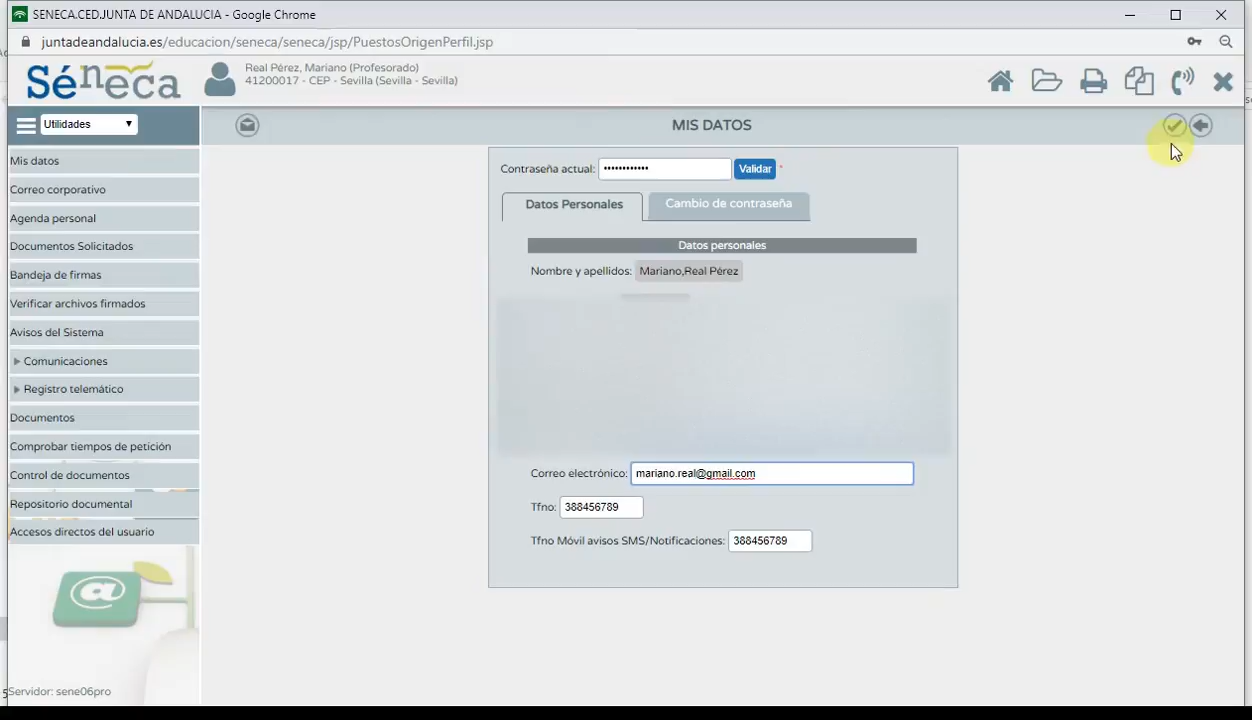 SENECA.CED.JUNTA DE ANDALUCIA - Google Chrome
juntadeandalucia.es/educacion/seneca/seneca/jsp/PuestosOrigenPerfil.jsp
Séneca
Real Pérez, Mariano (Profesorado)
41200017 - CEP - Sevilla (Sevilla - Sevilla)
Utilidades
MIS DATOS
Mis datos
Correo corporativo
Agenda personal
Documentos Solicitados
Bandeja de firmas
Verificar archivos firmados
Avisos del Sistema
Comunicaciones
Registro telemático
Documentos
Comprobar tiempos de petición
Control de documentos
Repositorio documental
Accesos directos del usuario
@
Servidor: sene06pro
Contraseña actual: •••••••••••• Validar *
Datos Personales Cambio de contraseña
Datos personales
Nombre y apellidos: Mariano,Real Pérez
Correo electrónico: mariano.real@gmail.com
Tfno: 388456789
Tfno Móvil avisos SMS/Notificaciones: 388456789